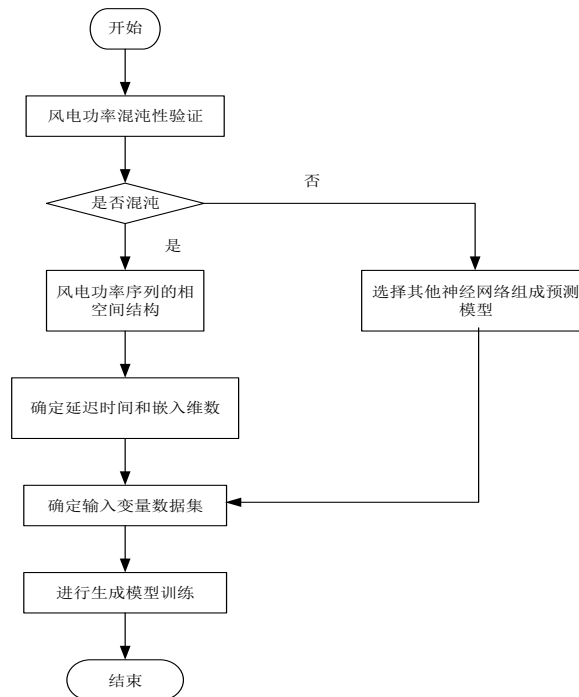 开始
风电功率混沌性验证
否
是否混沌
是
风电功率序列的相
空间结构
选择其他神经网络组成预测
模型
确定延迟时间和嵌入维数
确定输入变量数据集
进行生成模型训练
结束